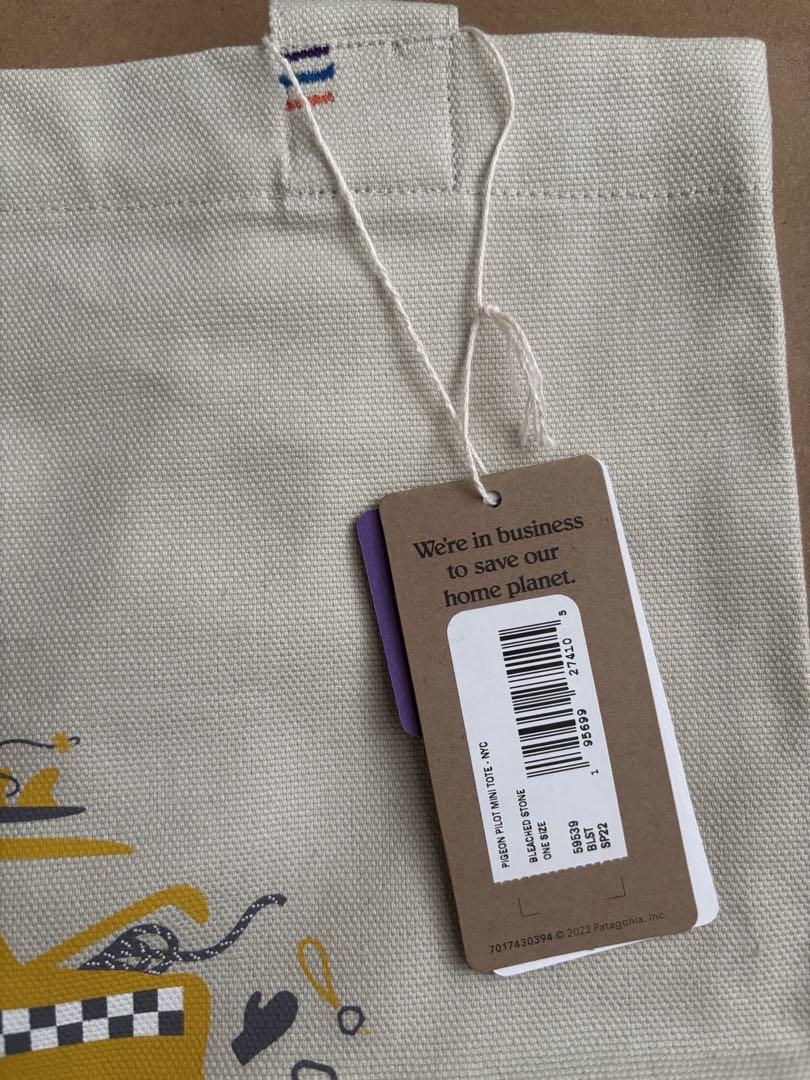 We're in business
to save our
home planet.
PIGEON PILOT MINI TOTE - NYC
BLEACHED STONE
ONE SIZE
59539
BLST
SP22
1 95699 27410 5
7017430394 © 2022 Patagonia, Inc.